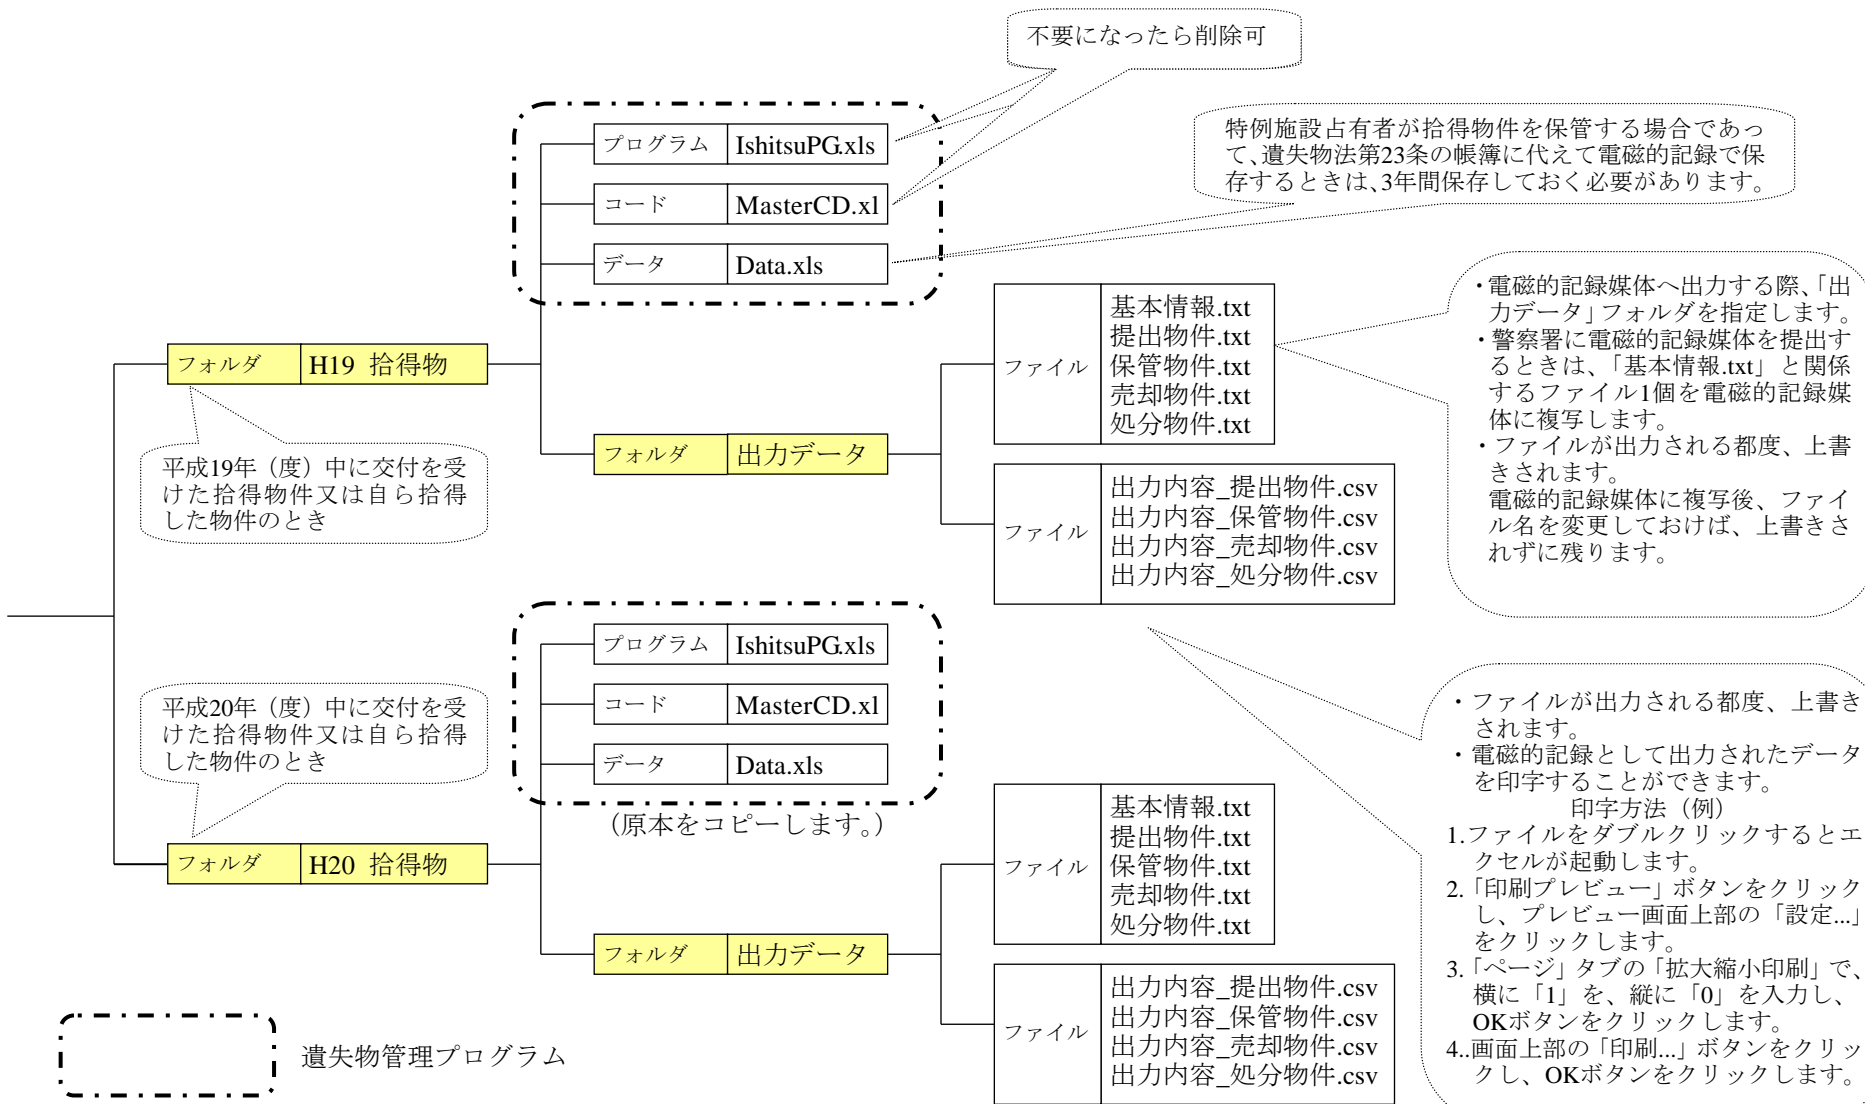 不要になったら削除可
プログラム IshitsuPG.xls
コード MasterCD.xl
データ Data.xls
特例施設占有者が拾得物件を保管する場合であっ
て、遺失物法第23条の帳簿に代えて電磁的記録で保
存するときは、3年間保存しておく必要があります。
フォルダ H19 拾得物
平成19年（度）中に交付を受
けた拾得物件又は自ら拾得
した物件のとき
フォルダ 出力データ
ファイル
基本情報.txt
提出物件.txt
保管物件.txt
売却物件.txt
処分物件.txt
ファイル
出力内容_提出物件.csv
出力内容_保管物件.csv
出力内容_売却物件.csv
出力内容_処分物件.csv
・電磁的記録媒体へ出力する際、「出
力データ」フォルダを指定します。
・警察署に電磁的記録媒体を提出す
るときは、「基本情報.txt」と関係
するファイル1個を電磁的記録媒
体に複写します。
・ファイルが出力される都度、上書
きされます。
電磁的記録媒体に複写後、ファイ
ル名を変更しておけば、上書きさ
れずに残ります。
プログラム IshitsuPG.xls
コード MasterCD.xl
データ Data.xls
（原本をコピーします。）
平成20年（度）中に交付を受
けた拾得物件又は自ら拾得
した物件のとき
フォルダ H20 拾得物
フォルダ 出力データ
ファイル
基本情報.txt
提出物件.txt
保管物件.txt
売却物件.txt
処分物件.txt
ファイル
出力内容_提出物件.csv
出力内容_保管物件.csv
出力内容_売却物件.csv
出力内容_処分物件.csv
・ファイルが出力される都度、上書き
されます。
・電磁的記録として出力されたデータ
を印字することができます。
印字方法（例）
1.ファイルをダブルクリックするとエ
クセルが起動します。
2.「印刷プレビュー」ボタンをクリック
し、プレビュー画面上部の「設定...」
をクリックします。
3.「ページ」タブの「拡大縮小印刷」で、
横に「1」を、縦に「0」を入力し、
OKボタンをクリックします。
4..画面上部の「印刷...」ボタンをクリッ
クし、OKボタンをクリックします。
遺失物管理プログラム